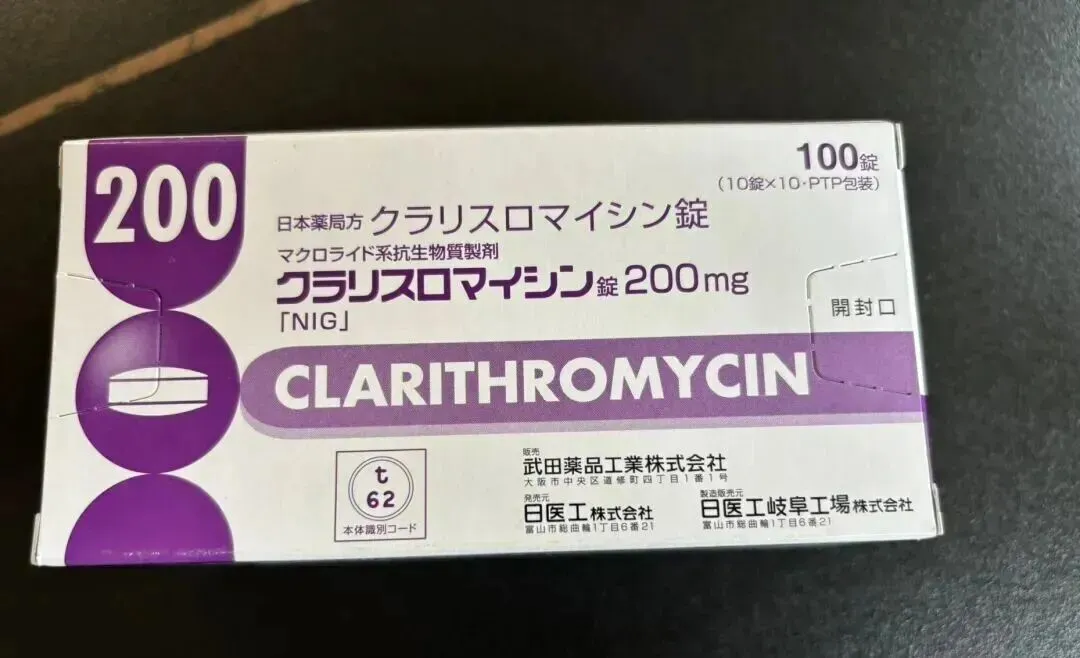 200
100錠
(10錠×10・PTP包装)
日本薬局方 クラリスロマイシン錠
マクロライド系抗生物質製剤
クラリスロマイシン錠 200mg
「NIG」
開封口
CLARITHROMYCIN
t
62
本体識別コード
販売
武田薬品工業株式会社
大阪市中央区道修町四丁目1番1号
発売元
日医工株式会社
富山市総曲輪1丁目6番21
製造販売元
日医工岐阜工場株式会社
富山市総曲輪1丁目6番21